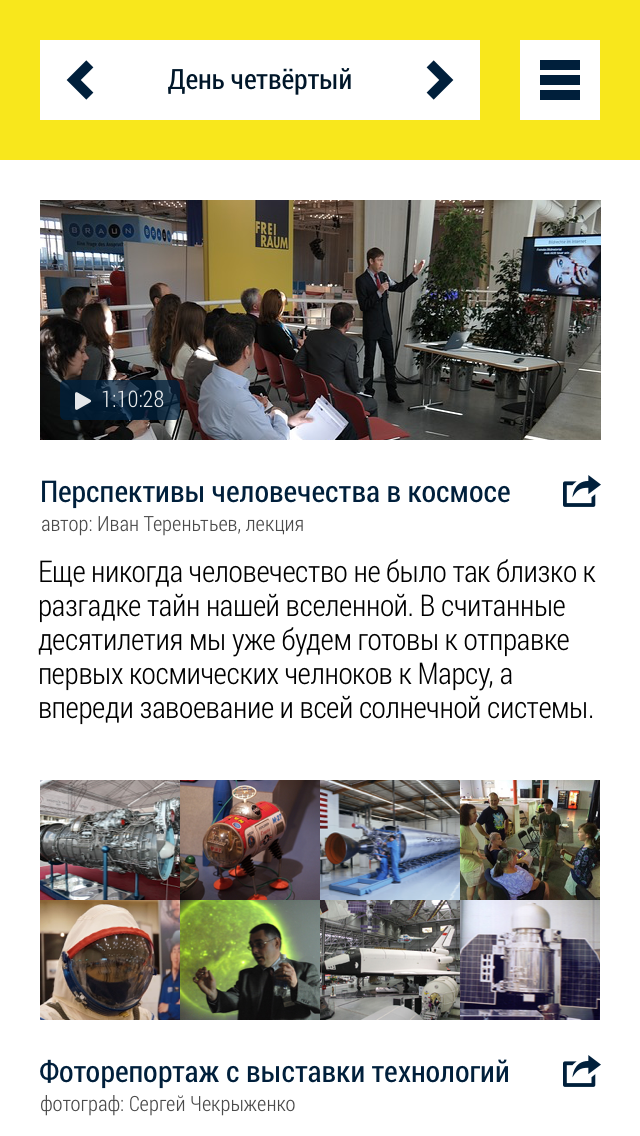 День четвёртый
BRAUN
FREI
RAUM
1:10:28
Перспективы человечества в космосе
автор: Иван Тереньтьев, лекция
Еще никогда человечество не было так близко к
разгадке тайн нашей вселенной. В считанные
десятилетия мы уже будем готовы к отправке
первых космических челноков к Марсу, а
впереди завоевание и всей солнечной системы.
Фоторепортаж с выставки технологий
фотограф: Сергей Чекрыженко